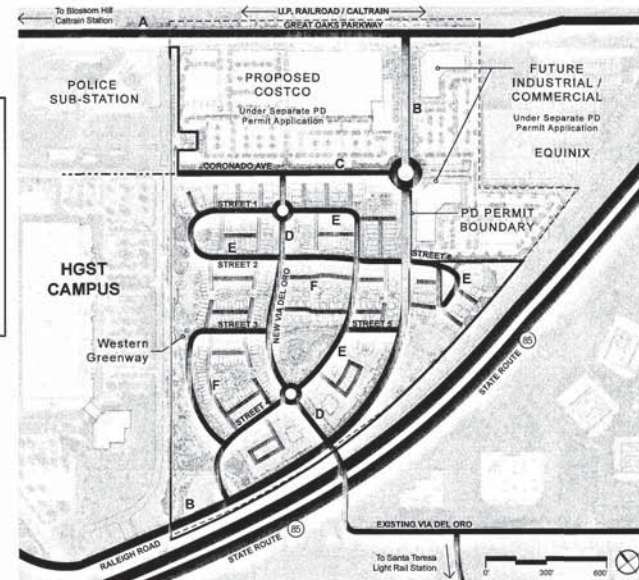 To Blossom Hill
Caltrain Station
A
U.P. RAILROAD / CALTRAIN
GREAT OAKS PARKWAY
POLICE
SUB-STATION
PROPOSED
COSTCO
Under Separate PD
Permit Application
B
FUTURE
INDUSTRIAL /
COMMERCIAL
Under Separate PD
Permit Application
EQUINIX
CORONADO AVE
C
STREET 1
E
D
PD PERMIT
BOUNDARY
E
STREET 2
STREET 6
E
HGST
CAMPUS
NEW VIA DEL ORO
F
Western
Greenway
STREET 3
STREET 5
E
F
STREET 4
D
B
85
STATE ROUTE
RALEIGH ROAD
STATE ROUTE
85
EXISTING VIA DEL ORO
To Santa Teresa
Light Rail Station
0' 300' 600'